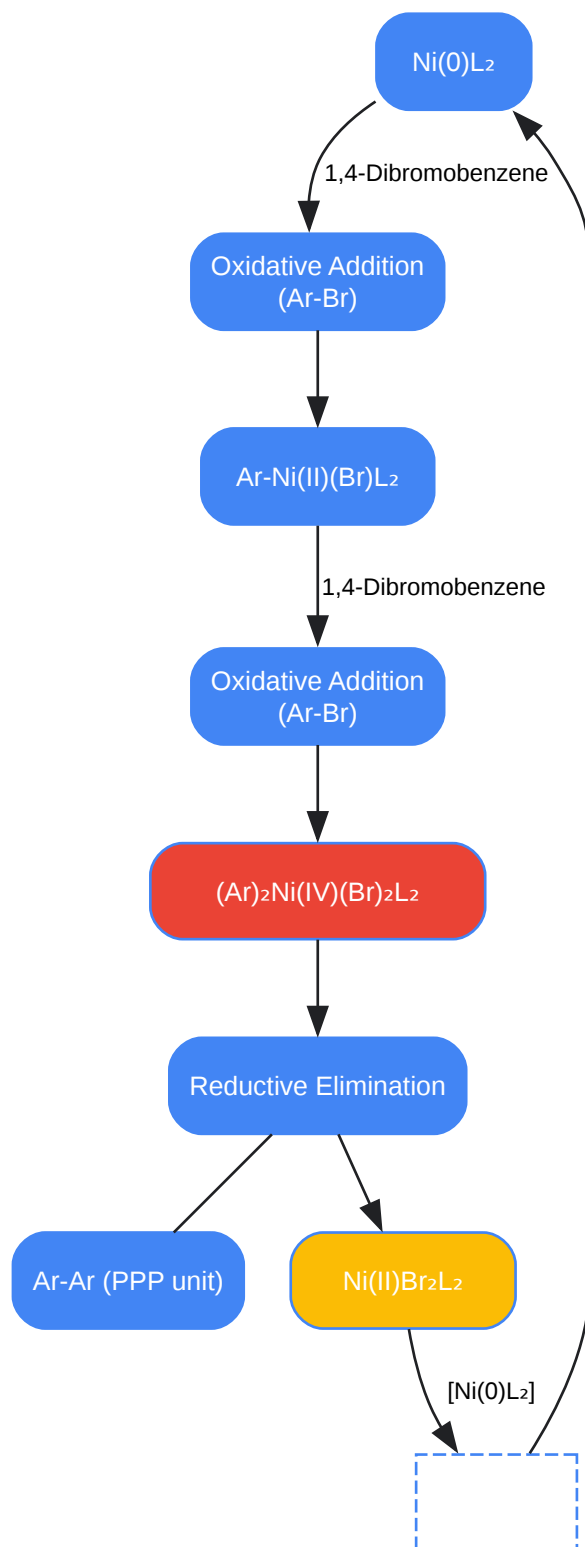 Ni(0)L₂
1,4-Dibromobenzene
Oxidative Addition
(Ar-Br)
Ar-Ni(II)(Br)L₂
1,4-Dibromobenzene
Oxidative Addition
(Ar-Br)
(Ar)₂Ni(IV)(Br)₂L₂
Reductive Elimination
Ar-Ar (PPP unit)
Ni(II)Br₂L₂
[Ni(0)L₂]